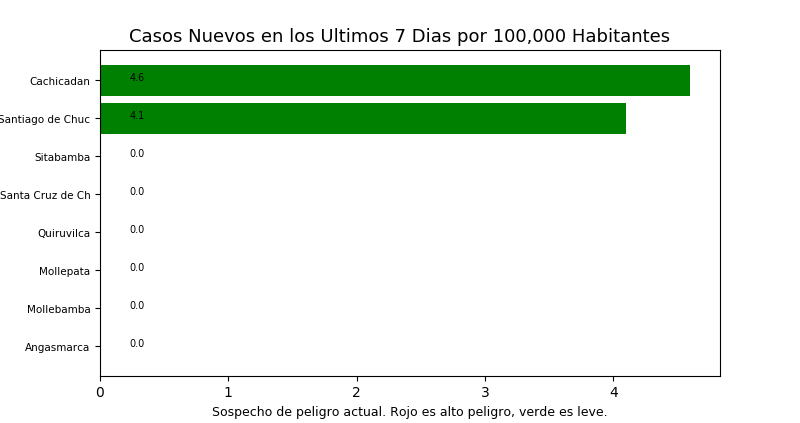 Casos Nuevos en los Ultimos 7 Dias por 100,000 Habitantes
Cachicadan 4.6
Santiago de Chuc 4.1
Sitabamba 0.0
Santa Cruz de Ch 0.0
Quiruvilca 0.0
Mollepata 0.0
Mollebamba 0.0
Angasmarca 0.0
0 1 2 3 4
Sospecho de peligro actual. Rojo es alto peligro, verde es leve.